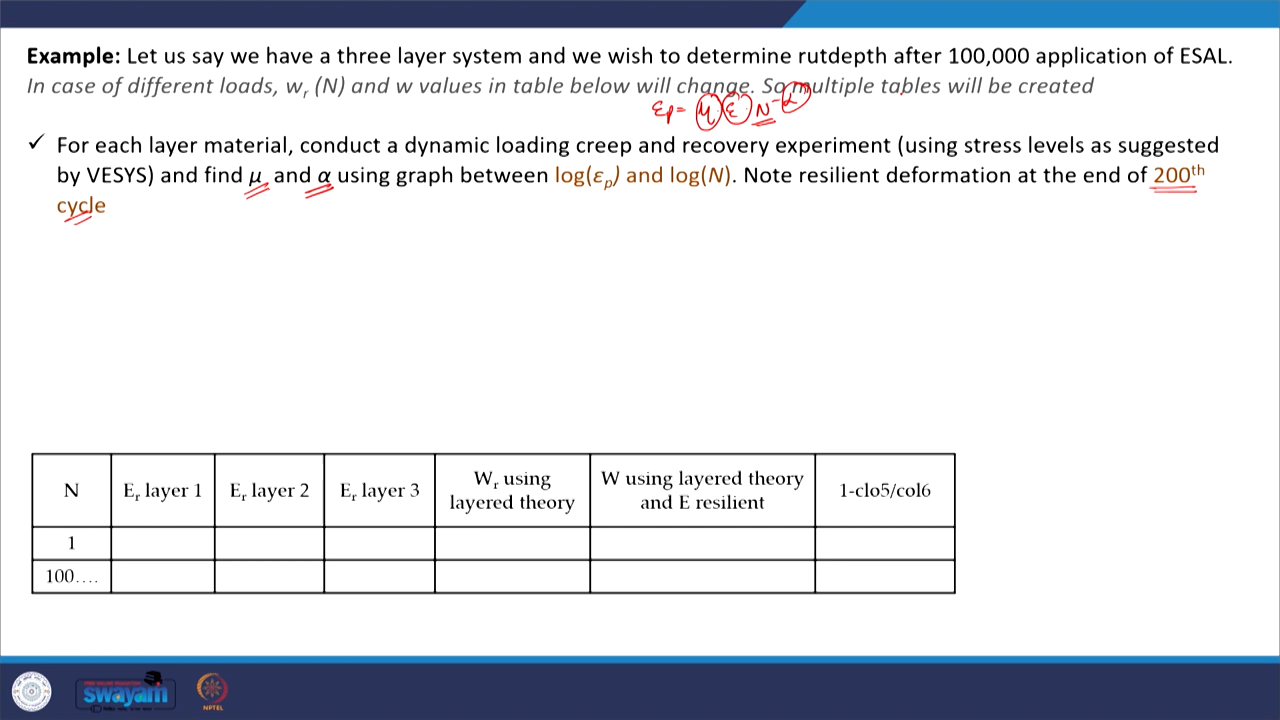 Example: Let us say we have a three layer system and we wish to determine rutdepth after 100,000 application of ESAL.
In case of different loads, wr (N) and w values in table below will change. So multiple tables will be created
εp= μ ε N-α
✓ For each layer material, conduct a dynamic loading creep and recovery experiment (using stress levels as suggested
by VESYS) and find μ and α using graph between log(εp) and log(N). Note resilient deformation at the end of 200th
cycle
N
Er layer 1
Er layer 2
Er layer 3
Wr using
layered theory
W using layered theory
and E resilient
1-clo5/col6
1
100....
swayam
NPTEL